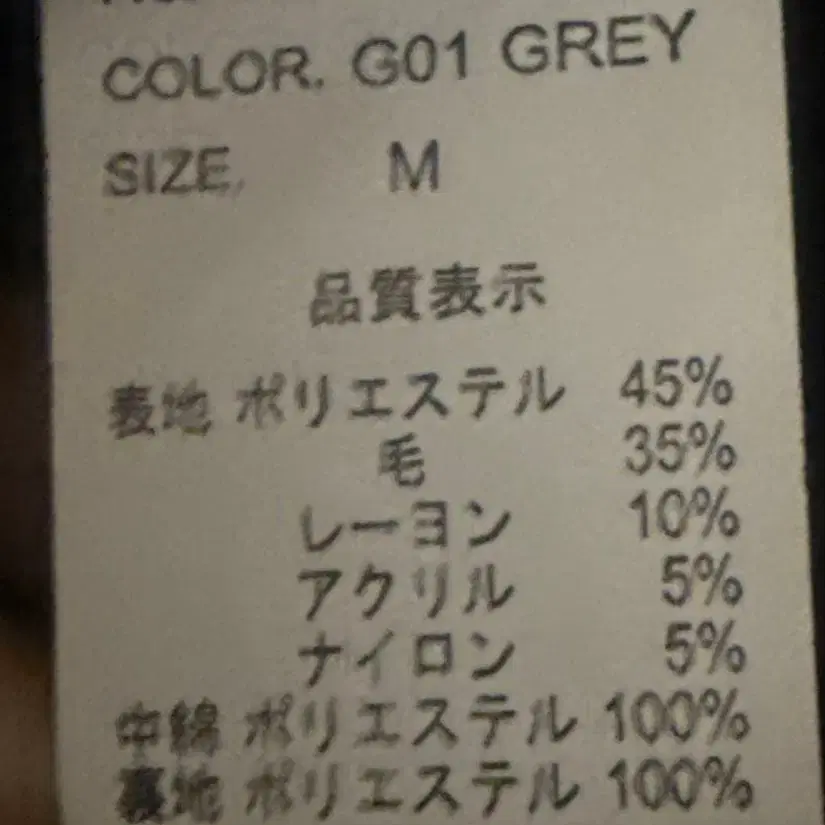 COLOR. G01 GREY
SIZE. M
品質表示
表地 ポリエステル 45%
毛 35%
レーヨン 10%
アクリル 5%
ナイロン 5%
中綿 ポリエステル 100%
裏地 ポリエステル 100%